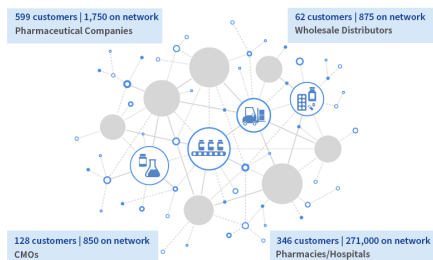 599 customers | 1,750 on network
Pharmaceutical Companies
62 customers | 875 on network
Wholesale Distributors
128 customers | 850 on network
CMOs
346 customers | 271,000 on network
Pharmacies/Hospitals